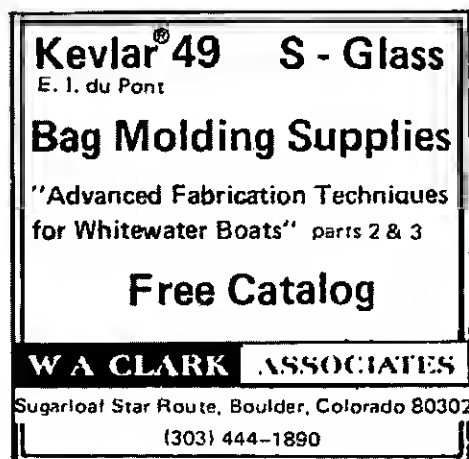 Kevlar® 49 S - Glass
E. I. du Pont
Bag Molding Supplies
"Advanced Fabrication Techniques
for Whitewater Boats" parts 2 & 3
Free Catalog
W A CLARK ASSOCIATES
Sugarloaf Star Route, Boulder, Colorado 80302
(303) 444-1890